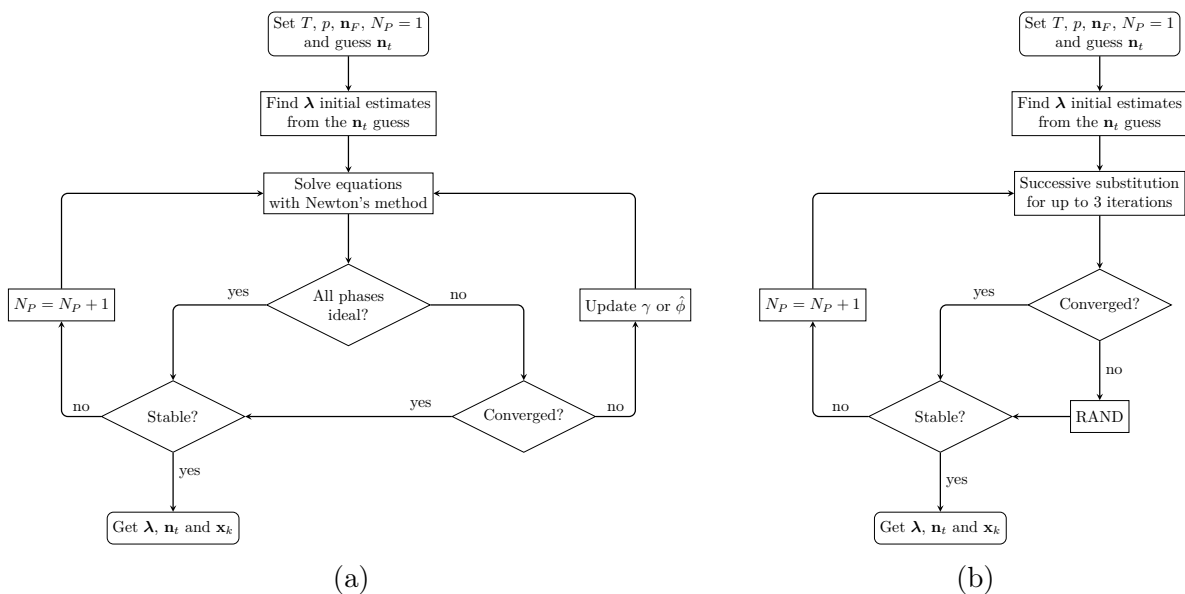 Set T, p, n_F, N_P = 1
and guess n_t
Find λ initial estimates
from the n_t guess
Solve equations
with Newton's method
All phases
ideal?
yes
no
N_P = N_P + 1
Update γ or φ̂
Stable?
no
yes
Converged?
no
yes
Get λ, n_t and x_k
(a)
Set T, p, n_F, N_P = 1
and guess n_t
Find λ initial estimates
from the n_t guess
Successive substitution
for up to 3 iterations
Converged?
yes
no
N_P = N_P + 1
RAND
Stable?
no
yes
Get λ, n_t and x_k
(b)